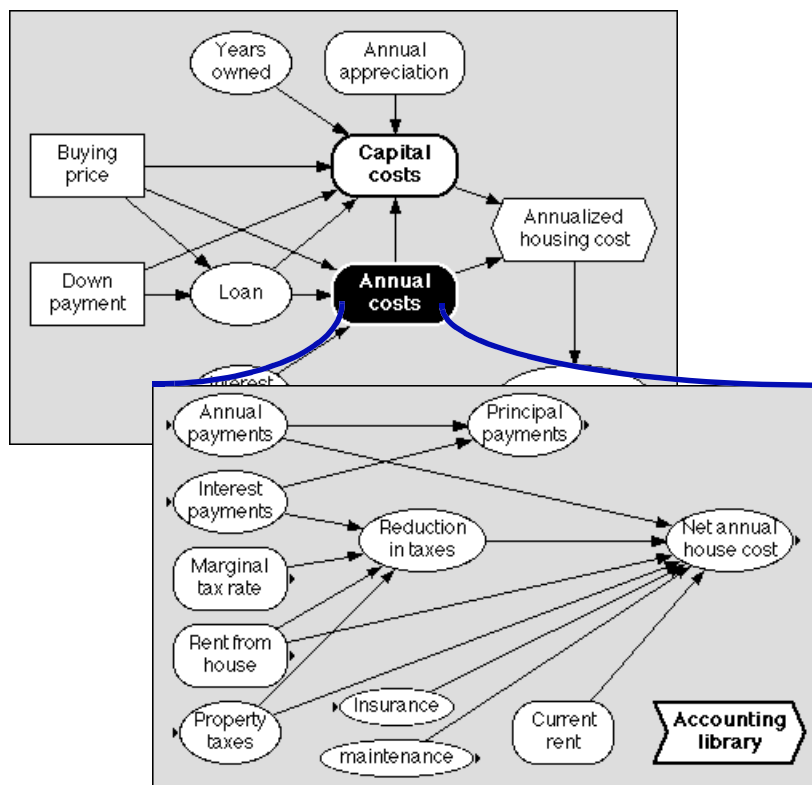 Years
owned
Annual
appreciation
Buying
price
Capital
costs
Annualized
housing cost
Down
payment
Loan
Annual
costs
Interest
Annual
payments
Principal
payments
Interest
payments
Reduction
in taxes
Net annual
house cost
Marginal
tax rate
Rent from
house
Property
taxes
Insurance
maintenance
Current
rent
Accounting
library